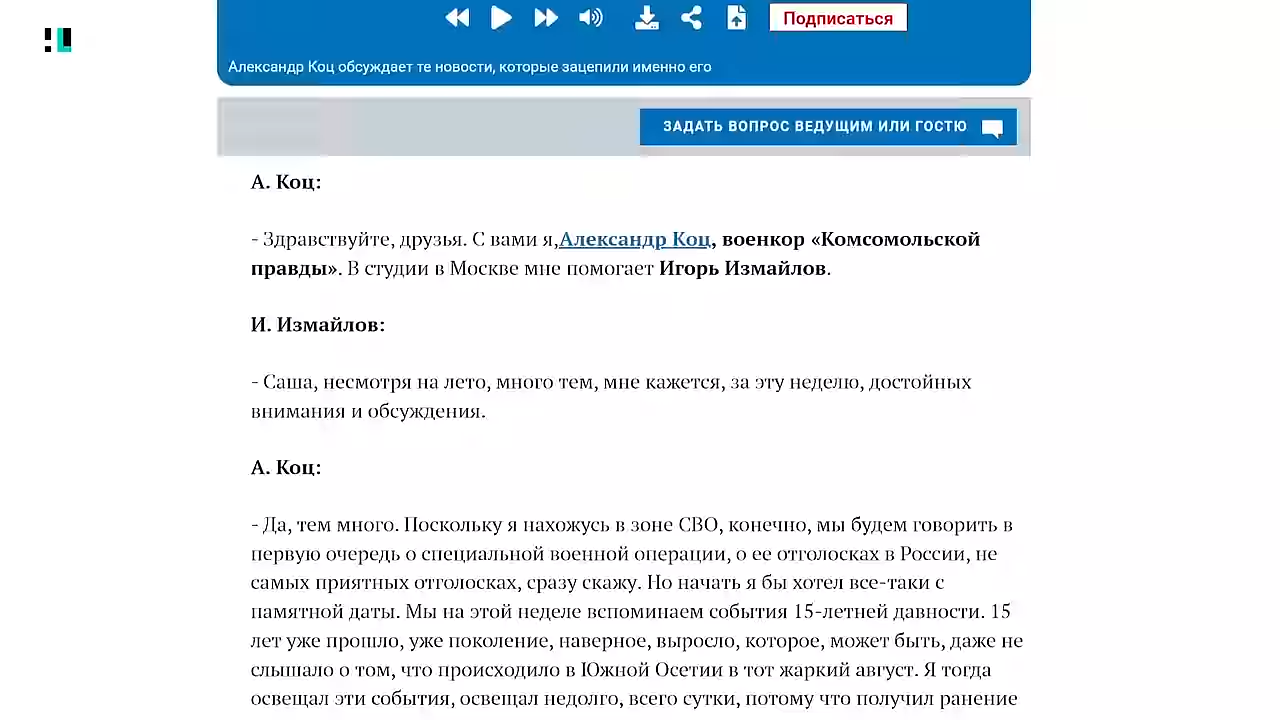 Подписаться
Александр Коц обсуждает те новости, которые зацепили именно его
ЗАДАТЬ ВОПРОС ВЕДУЩИМ ИЛИ ГОСТЮ
А. Коц:
- Здравствуйте, друзья. С вами я,Александр Коц, военкор «Комсомольской
правды». В студии в Москве мне помогает Игорь Измайлов.
И. Измайлов:
- Саша, несмотря на лето, много тем, мне кажется, за эту неделю, достойных
внимания и обсуждения.
А. Коц:
- Да, тем много. Поскольку я нахожусь в зоне СВО, конечно, мы будем говорить в
первую очередь о специальной военной операции, о ее отголосках в России, не
самых приятных отголосках, сразу скажу. Но начать я бы хотел все-таки с
памятной даты. Мы на этой неделе вспоминаем события 15-летней давности. 15
лет уже прошло, уже поколение, наверное, выросло, которое, может быть, даже не
слышало о том, что происходило в Южной Осетии в тот жаркий август. Я тогда
освещал эти события, освещал недолго, всего сутки, потому что получил ранение